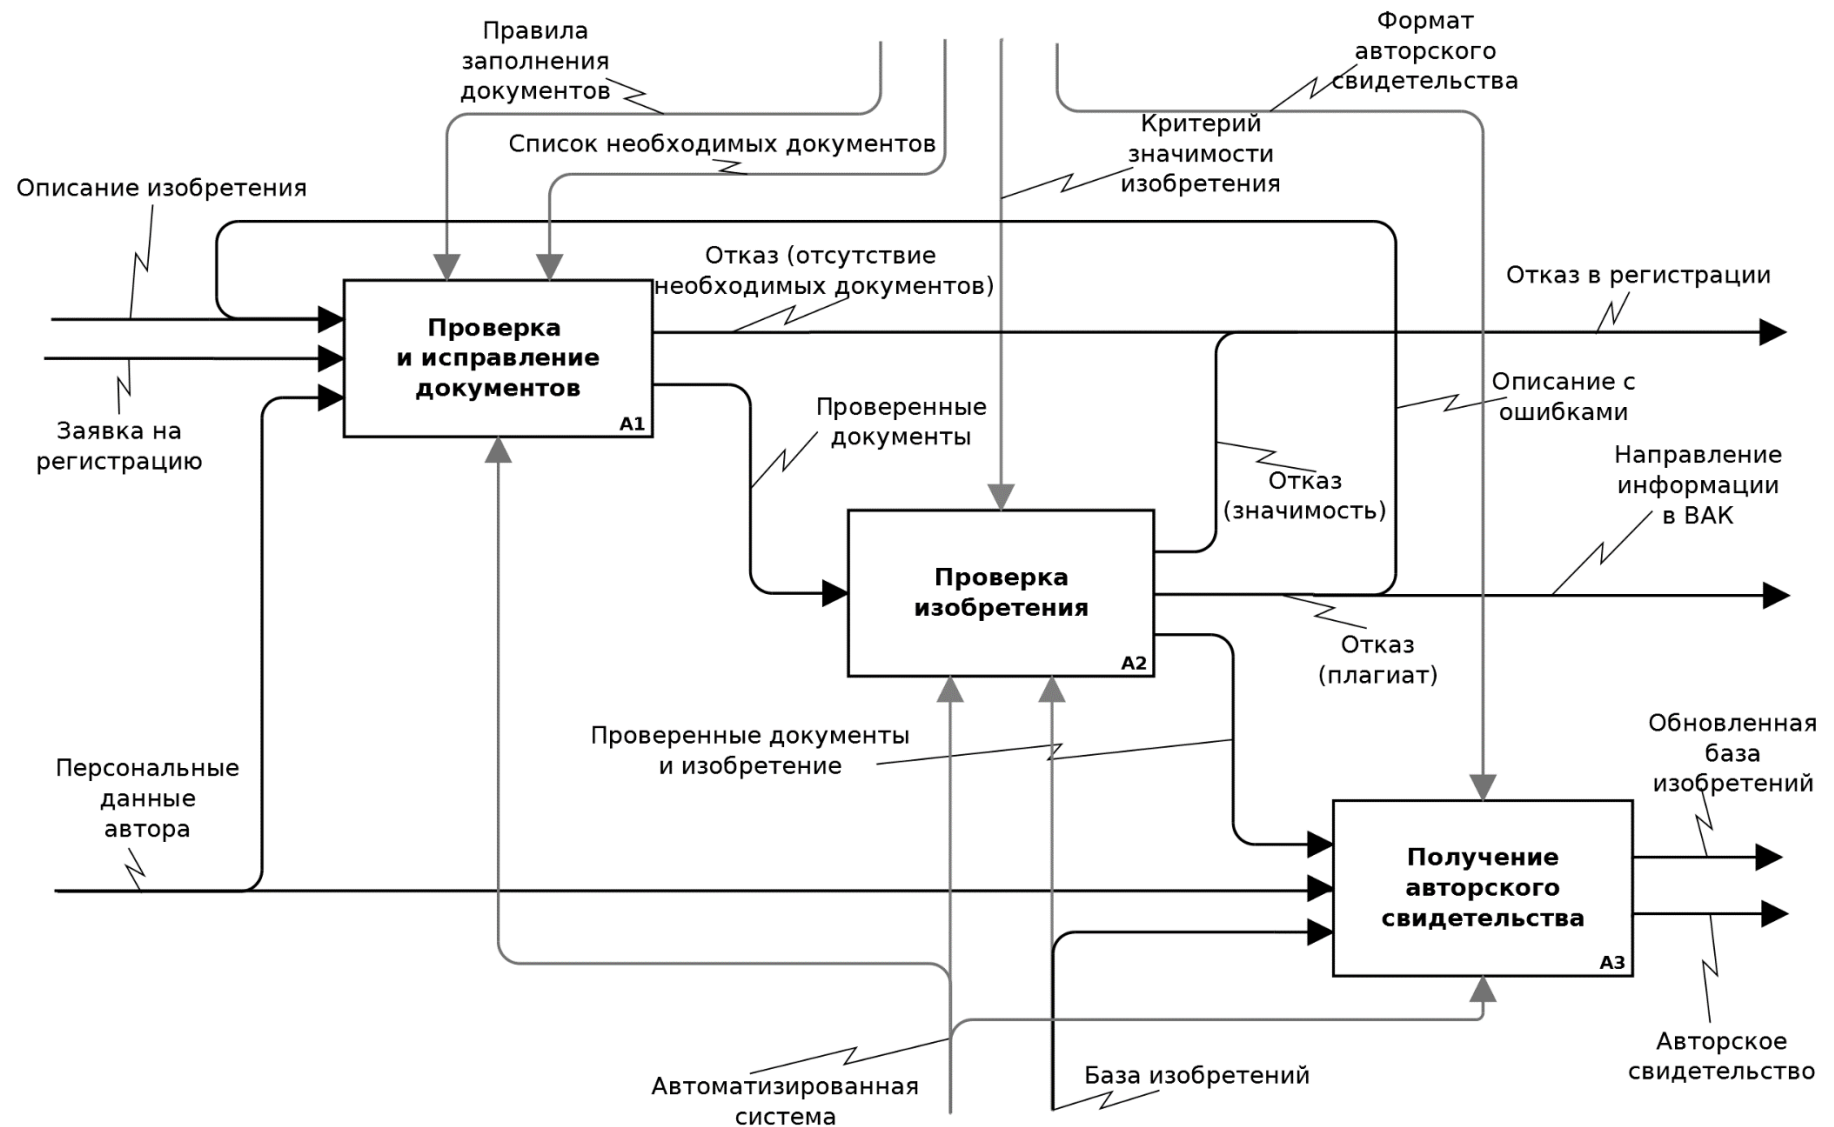 Правила
заполнения
документов
Формат
авторского
свидетельства
Список необходимых документов
Критерий
значимости
изобретения
Описание изобретения
Отказ (отсутствие
необходимых документов)
Отказ в регистрации
Проверка
и исправление
документов
A1
Заявка на
регистрацию
Проверенные
документы
Описание с
ошибками
Отказ
(значимость)
Направление
информации
в ВАК
Проверка
изобретения
A2
Отказ
(плагиат)
Проверенные документы
и изобретение
Персональные
данные
автора
Обновленная
база
изобретений
Получение
авторского
свидетельства
A3
Авторское
свидетельство
Автоматизированная
система
База изобретений